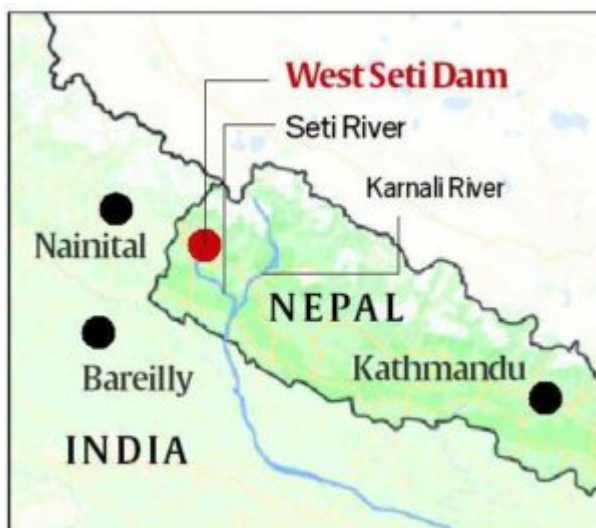 West Seti Dam
Seti River
Karnali River
Nainital
NEPAL
Bareilly
Kathmandu
INDIA